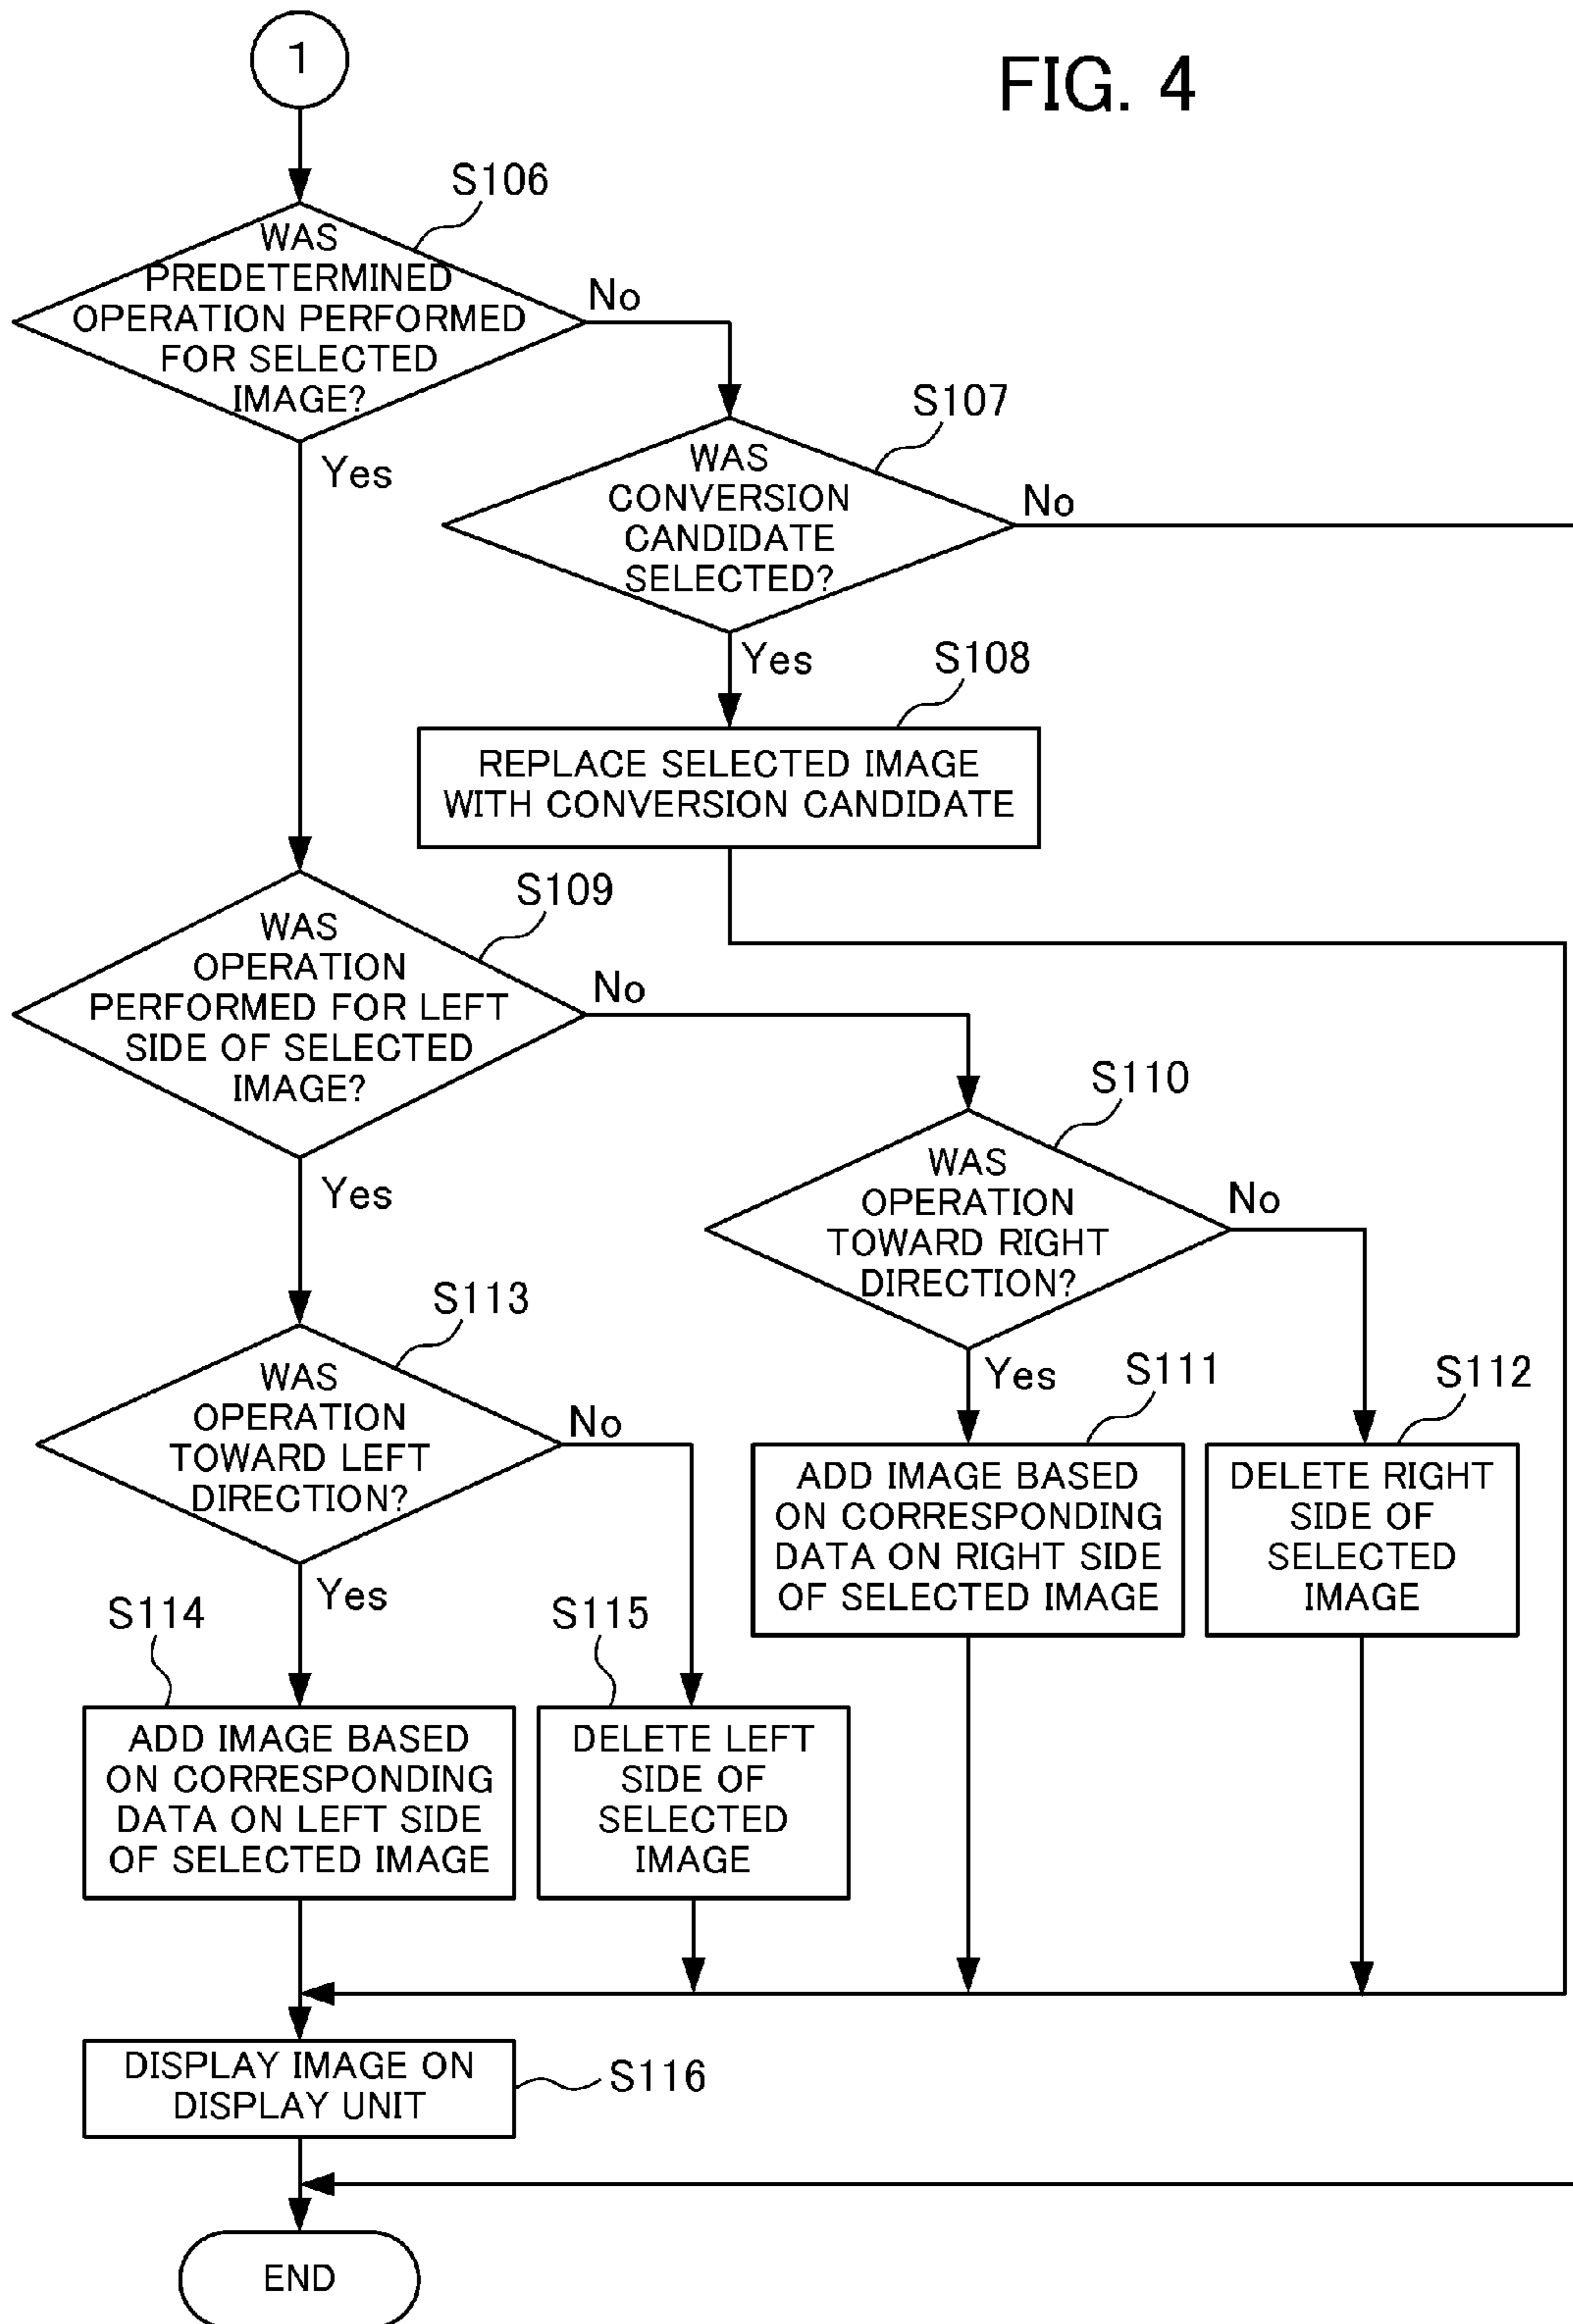 1
FIG. 4
S106
WAS
PREDETERMINED
OPERATION PERFORMED
FOR SELECTED
IMAGE?
No
Yes
S107
WAS
CONVERSION
CANDIDATE
SELECTED?
No
Yes
S108
REPLACE SELECTED IMAGE
WITH CONVERSION CANDIDATE
S109
WAS
OPERATION
PERFORMED FOR LEFT
SIDE OF SELECTED
IMAGE?
No
Yes
S110
WAS
OPERATION
TOWARD RIGHT
DIRECTION?
No
Yes
S111
ADD IMAGE BASED
ON CORRESPONDING
DATA ON RIGHT SIDE
OF SELECTED IMAGE
S112
DELETE RIGHT
SIDE OF
SELECTED
IMAGE
S113
WAS
OPERATION
TOWARD LEFT
DIRECTION?
No
Yes
S114
ADD IMAGE BASED
ON CORRESPONDING
DATA ON LEFT SIDE
OF SELECTED IMAGE
S115
DELETE LEFT
SIDE OF
SELECTED
IMAGE
DISPLAY IMAGE ON
DISPLAY UNIT
S116
END